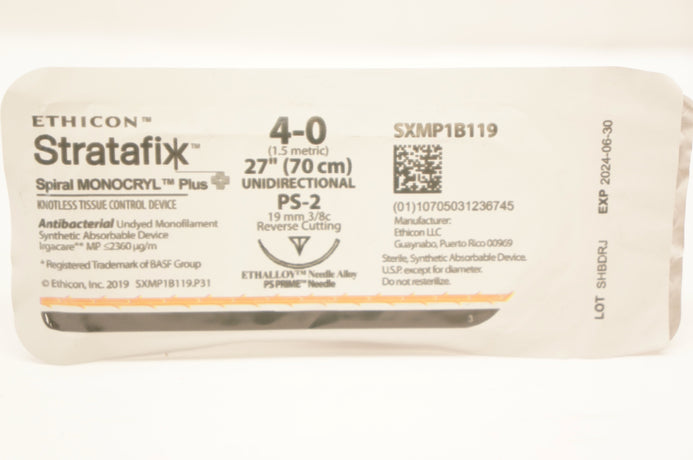 ETHICON™
Stratafix™
Spiral MONOCRYL™ Plus
KNOTLESS TISSUE CONTROL DEVICE
Antibacterial Undyed Monofilament
Synthetic Absorbable Device
Irgacare** MP ≤2360 µg/m
* Registered Trademark of BASF Group
© Ethicon, Inc. 2019 SXMP1B119.P31
4-0
(1.5 metric)
27" (70 cm)
UNIDIRECTIONAL
PS-2
19 mm 3/8c
Reverse Cutting
ETHALLOY™ Needle Alloy
PS PRIME™ Needle
SXMP1B119
(01)10705031236745
Manufacturer:
Ethicon LLC
Guaynabo, Puerto Rico 00969
Sterile, Synthetic Absorbable Device.
U.S.P. except for diameter.
Do not resterilize.
3
LOT SHBDRJ EXP 2024-06-30